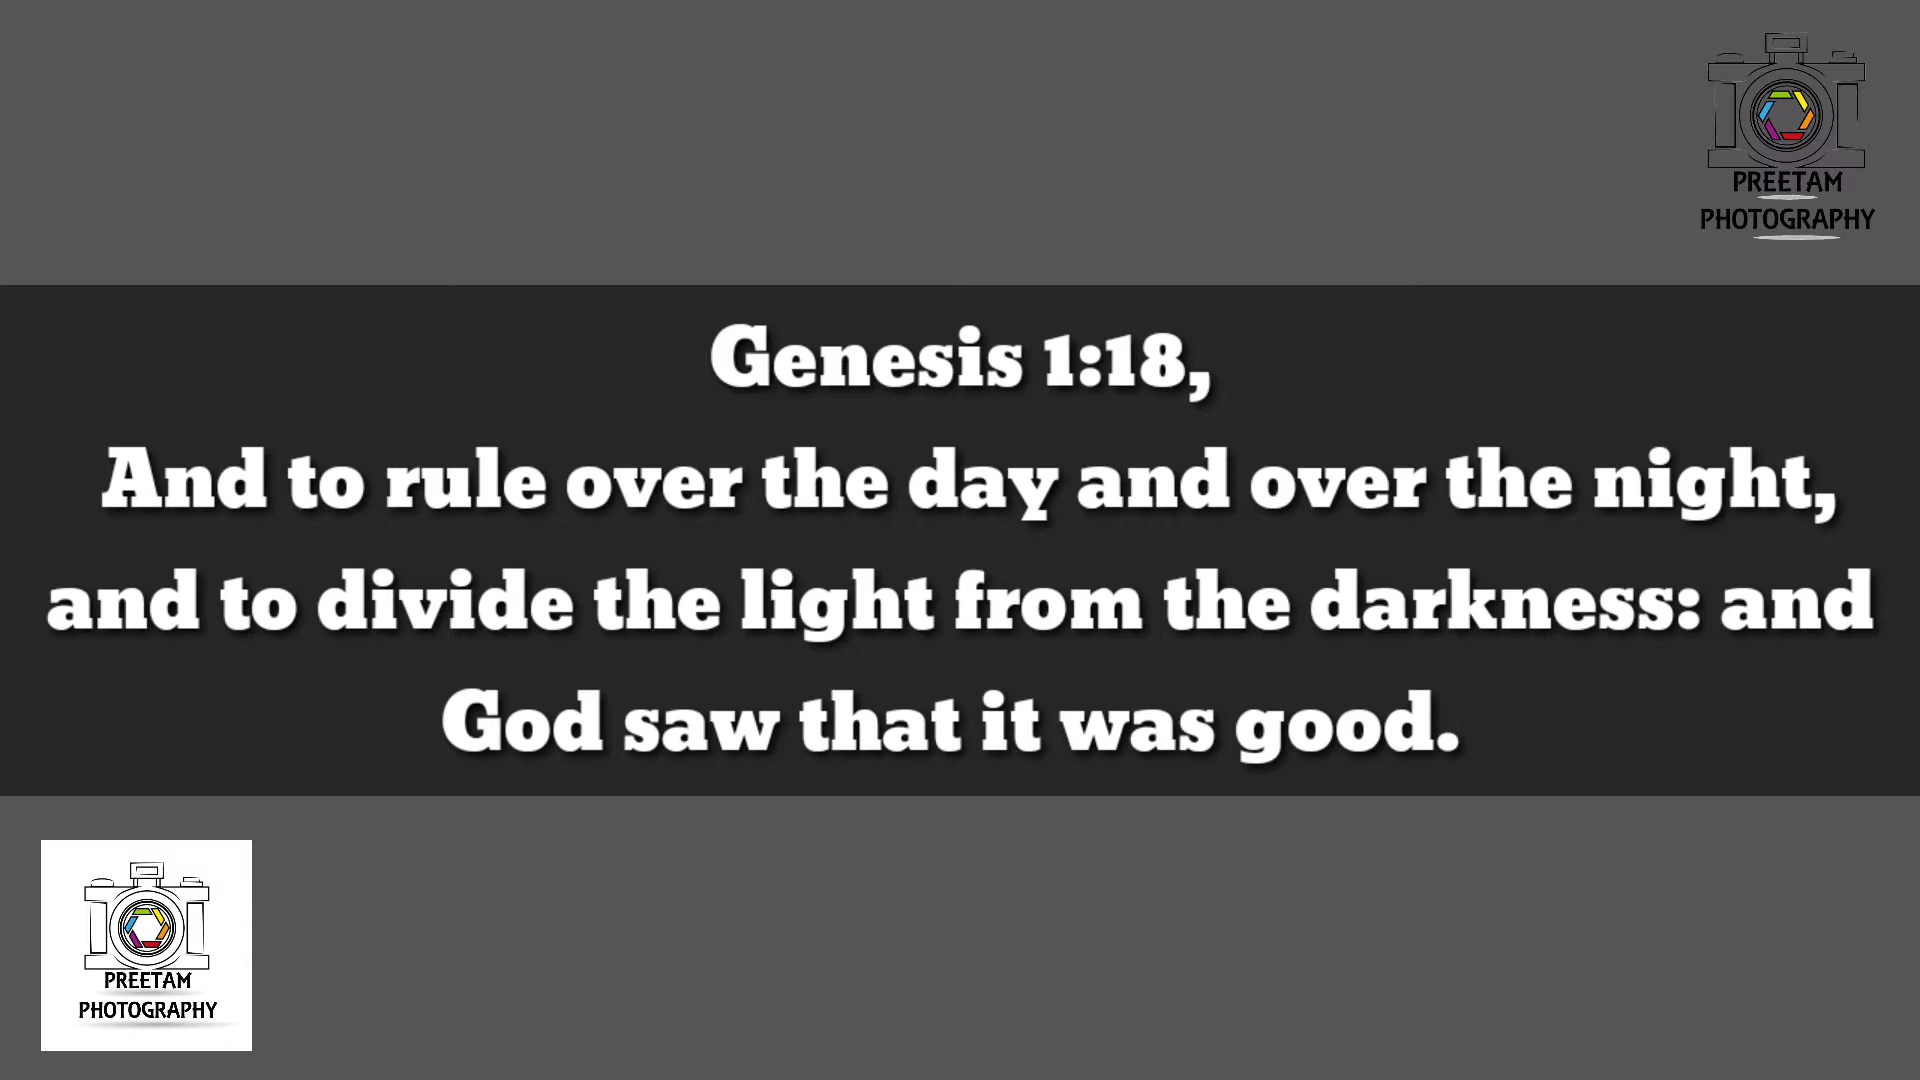 PREETAM
PHOTOGRAPHY
Genesis 1:18,
And to rule over the day and over the night,
and to divide the light from the darkness: and
God saw that it was good.
PREETAM
PHOTOGRAPHY